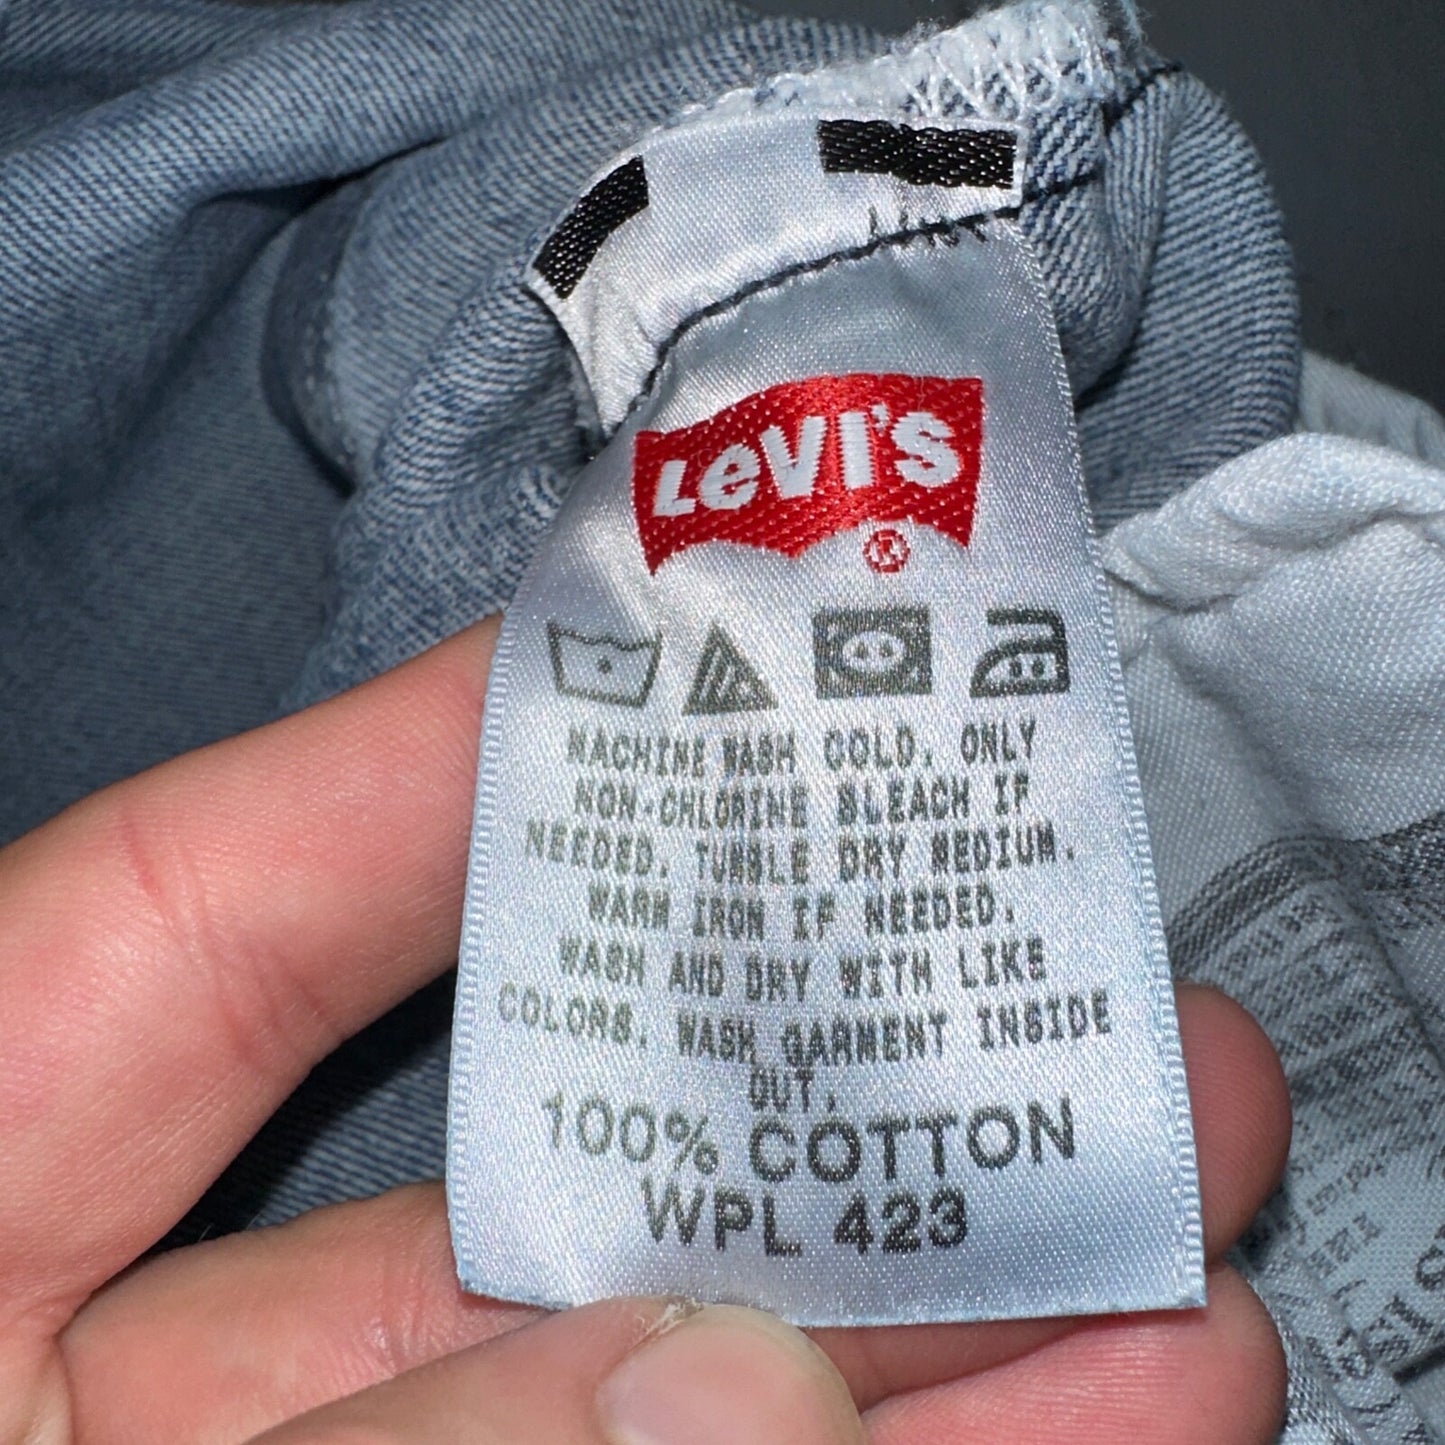 LeVI'S
®
MACHINE WASH COLD. ONLY
NON-CHLORINE BLEACH IF
NEEDED. TUMBLE DRY MEDIUM.
WARM IRON IF NEEDED.
WASH AND DRY WITH LIKE
COLORS. WASH GARMENT INSIDE
OUT.
100% COTTON
WPL 423